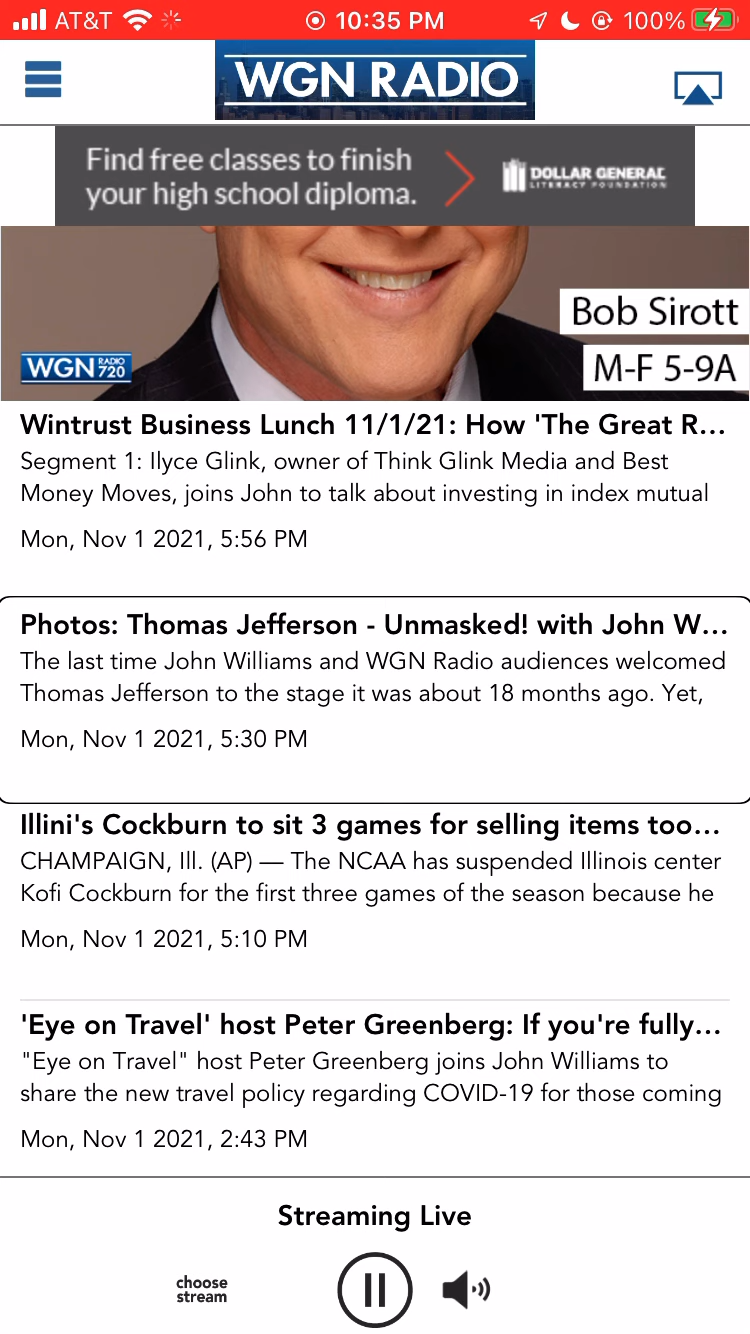 AT&T 10:35 PM 100%
WGN RADIO
Find free classes to finish
your high school diploma.
DOLLAR GENERAL
LITERACY FOUNDATION
Bob Sirott
WGN RADIO 720
M-F 5-9A
Wintrust Business Lunch 11/1/21: How 'The Great R...
Segment 1: Ilyce Glink, owner of Think Glink Media and Best
Money Moves, joins John to talk about investing in index mutual
Mon, Nov 1 2021, 5:56 PM
Photos: Thomas Jefferson - Unmasked! with John W...
The last time John Williams and WGN Radio audiences welcomed
Thomas Jefferson to the stage it was about 18 months ago. Yet,
Mon, Nov 1 2021, 5:30 PM
Illini's Cockburn to sit 3 games for selling items too...
CHAMPAIGN, Ill. (AP) — The NCAA has suspended Illinois center
Kofi Cockburn for the first three games of the season because he
Mon, Nov 1 2021, 5:10 PM
'Eye on Travel' host Peter Greenberg: If you're fully...
"Eye on Travel" host Peter Greenberg joins John Williams to
share the new travel policy regarding COVID-19 for those coming
Mon, Nov 1 2021, 2:43 PM
Streaming Live
choose
stream